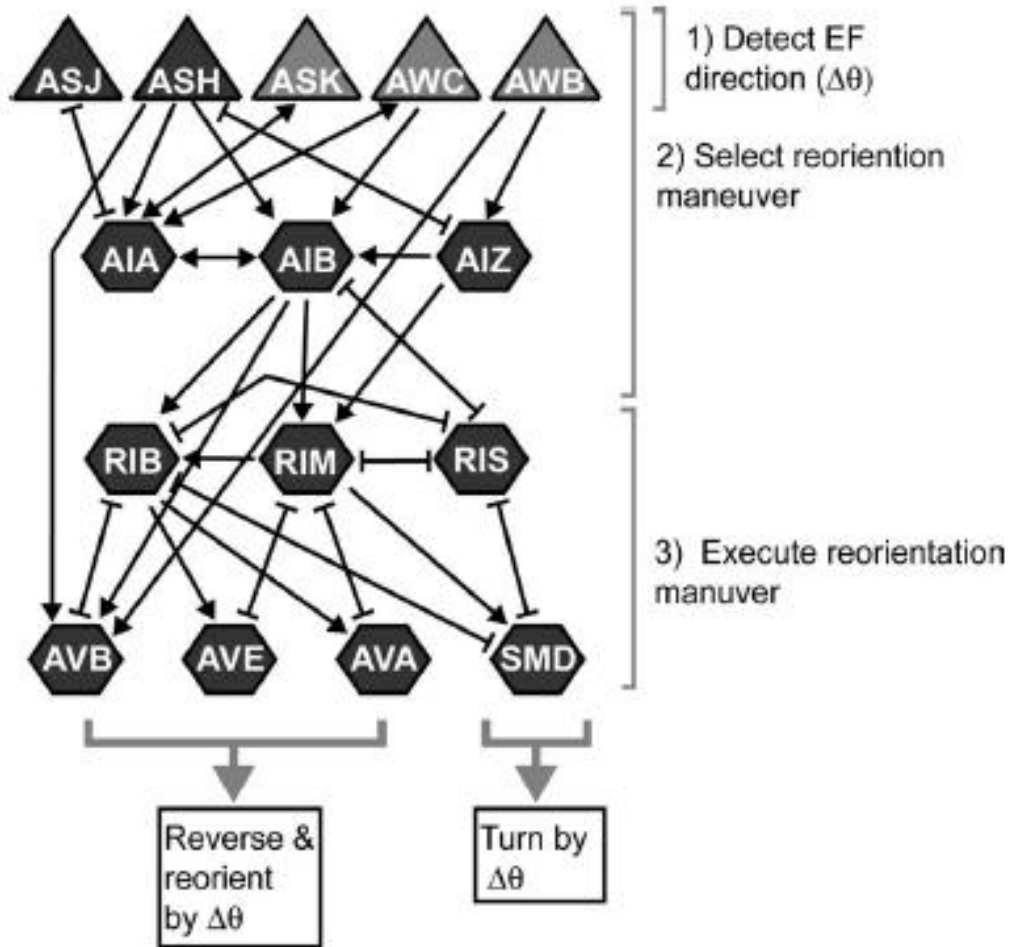 ASJ ASH ASK AWC AWB
1) Detect EF
direction (Δθ)
2) Select reoriention
maneuver
AIA AIB AIZ
RIB RIM RIS
3) Execute reorientation
manuver
AVB AVE AVA SMD
Reverse &
reorient
by Δθ
Turn by
Δθ